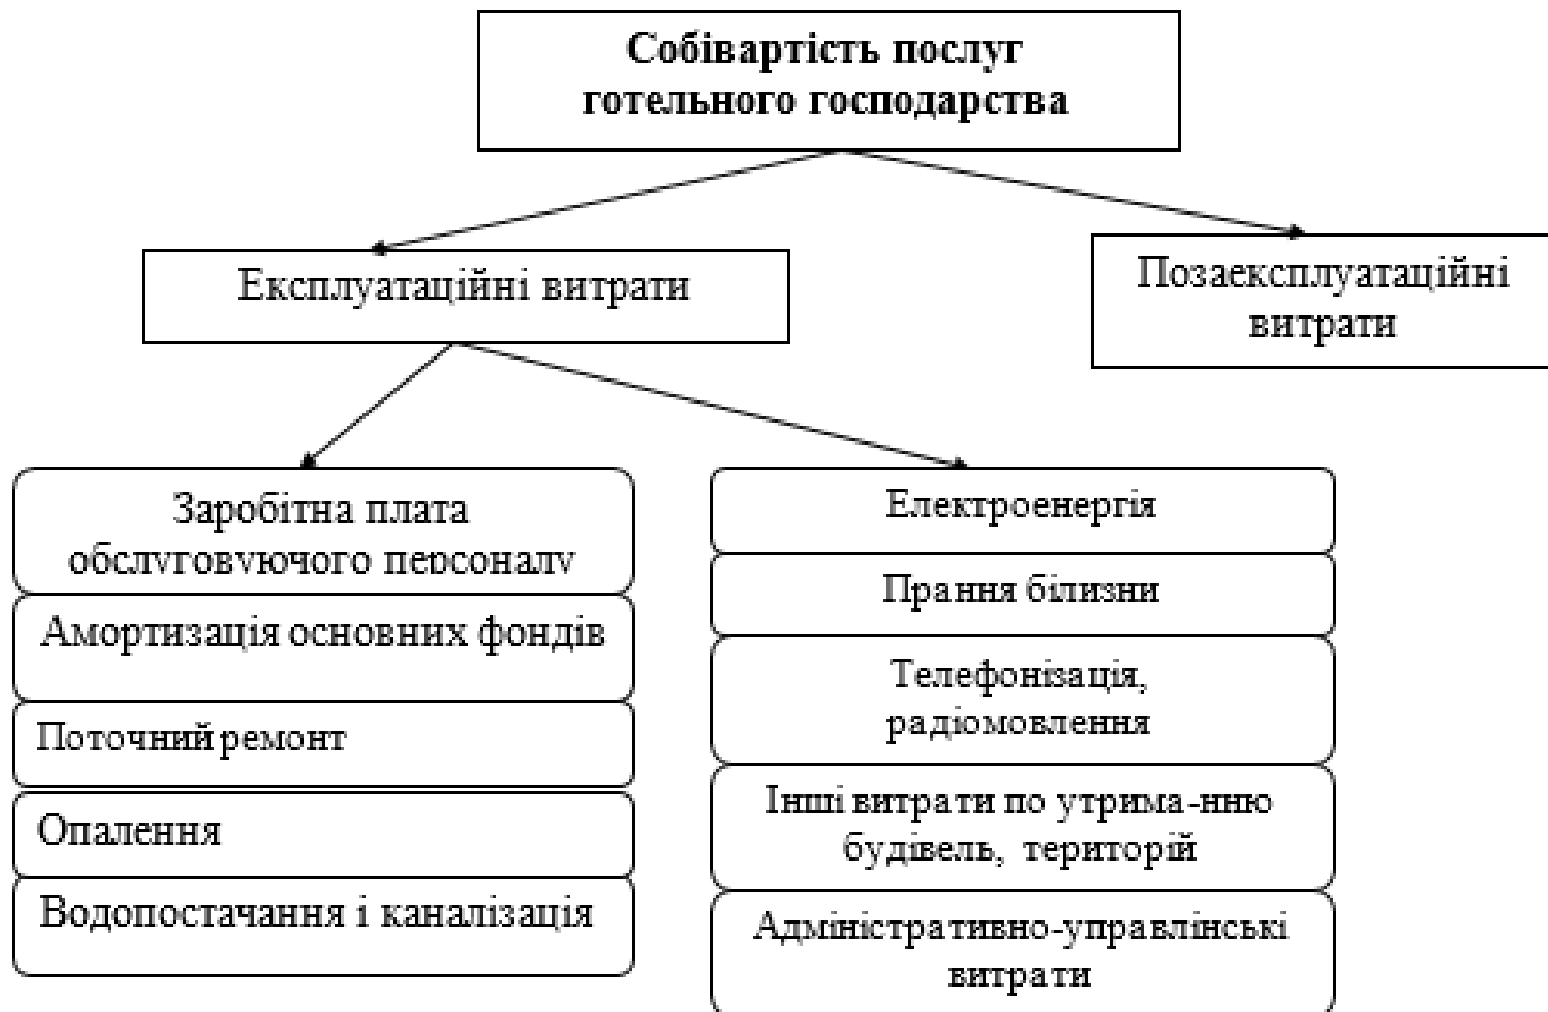 Собівартість послуг
готельного господарства
Експлуатаційні витрати
Позаексплуатаційні
витрати
Заробітна плата
обслуговуючого персоналу
Амортизація основних фондів
Поточний ремонт
Опалення
Водопостачання і каналізація
Електроенергія
Прання білизни
Телефонізація,
радіомовлення
Інші витрати по утрима-нню
будівель, територій
Адміністративно-управлінські
витрати